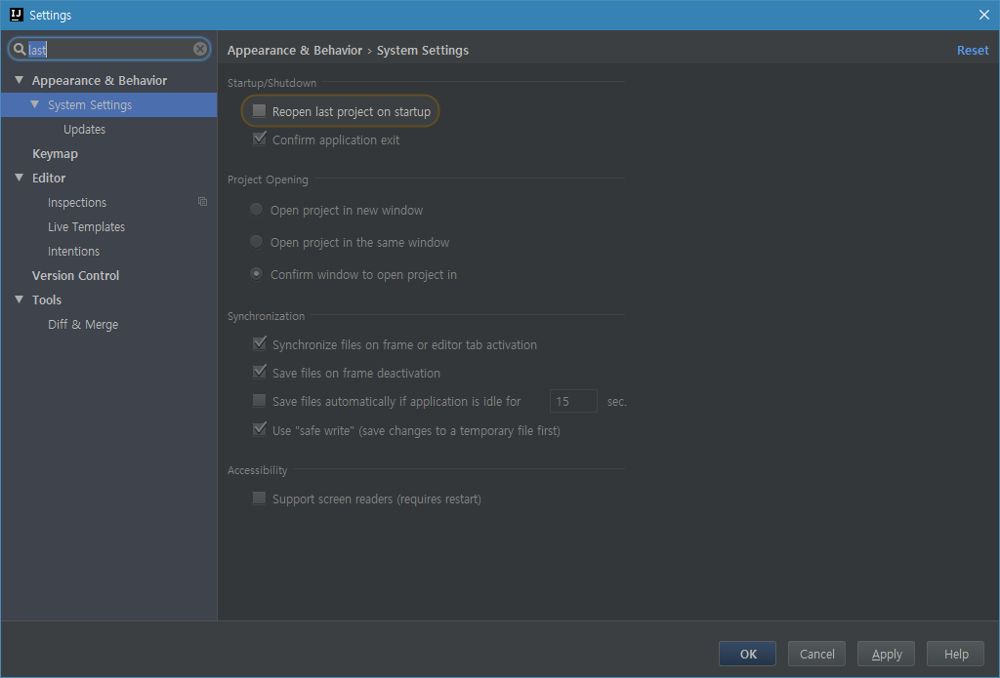 IJ Settings
last
Appearance & Behavior
System Settings
Updates
Keymap
Editor
Inspections
Live Templates
Intentions
Version Control
Tools
Diff & Merge
Appearance & Behavior › System Settings
Reset
Startup/Shutdown
Reopen last project on startup
Confirm application exit
Project Opening
Open project in new window
Open project in the same window
Confirm window to open project in
Synchronization
Synchronize files on frame or editor tab activation
Save files on frame deactivation
Save files automatically if application is idle for 15 sec.
Use "safe write" (save changes to a temporary file first)
Accessibility
Support screen readers (requires restart)
OK Cancel Apply Help